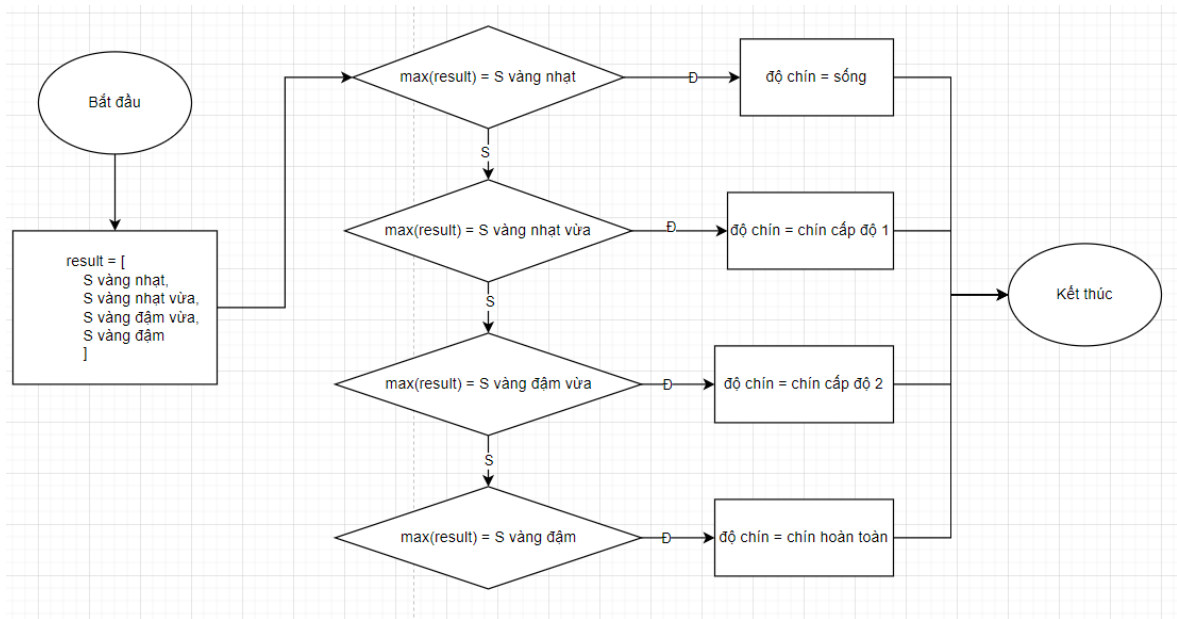 Bắt đầu
result = [
S vàng nhạt,
S vàng nhạt vừa,
S vàng đậm vừa,
S vàng đậm
]
max(result) = S vàng nhạt
Đ
độ chín = sống
S
max(result) = S vàng nhạt vừa
Đ
độ chín = chín cấp độ 1
S
max(result) = S vàng đậm vừa
Đ
độ chín = chín cấp độ 2
S
max(result) = S vàng đậm
Đ
độ chín = chín hoàn toàn
Kết thúc